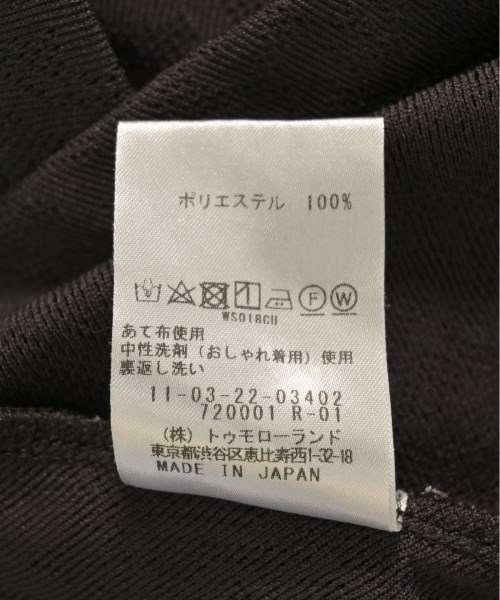 ポリエステル 100%
F W
WS018CU
あて布使用
中性洗剤（おしゃれ着用）使用
裏返し洗い
11-03-22-03402
720001 R-01
（株）トゥモローランド
東京都渋谷区恵比寿西1-32-18
MADE IN JAPAN